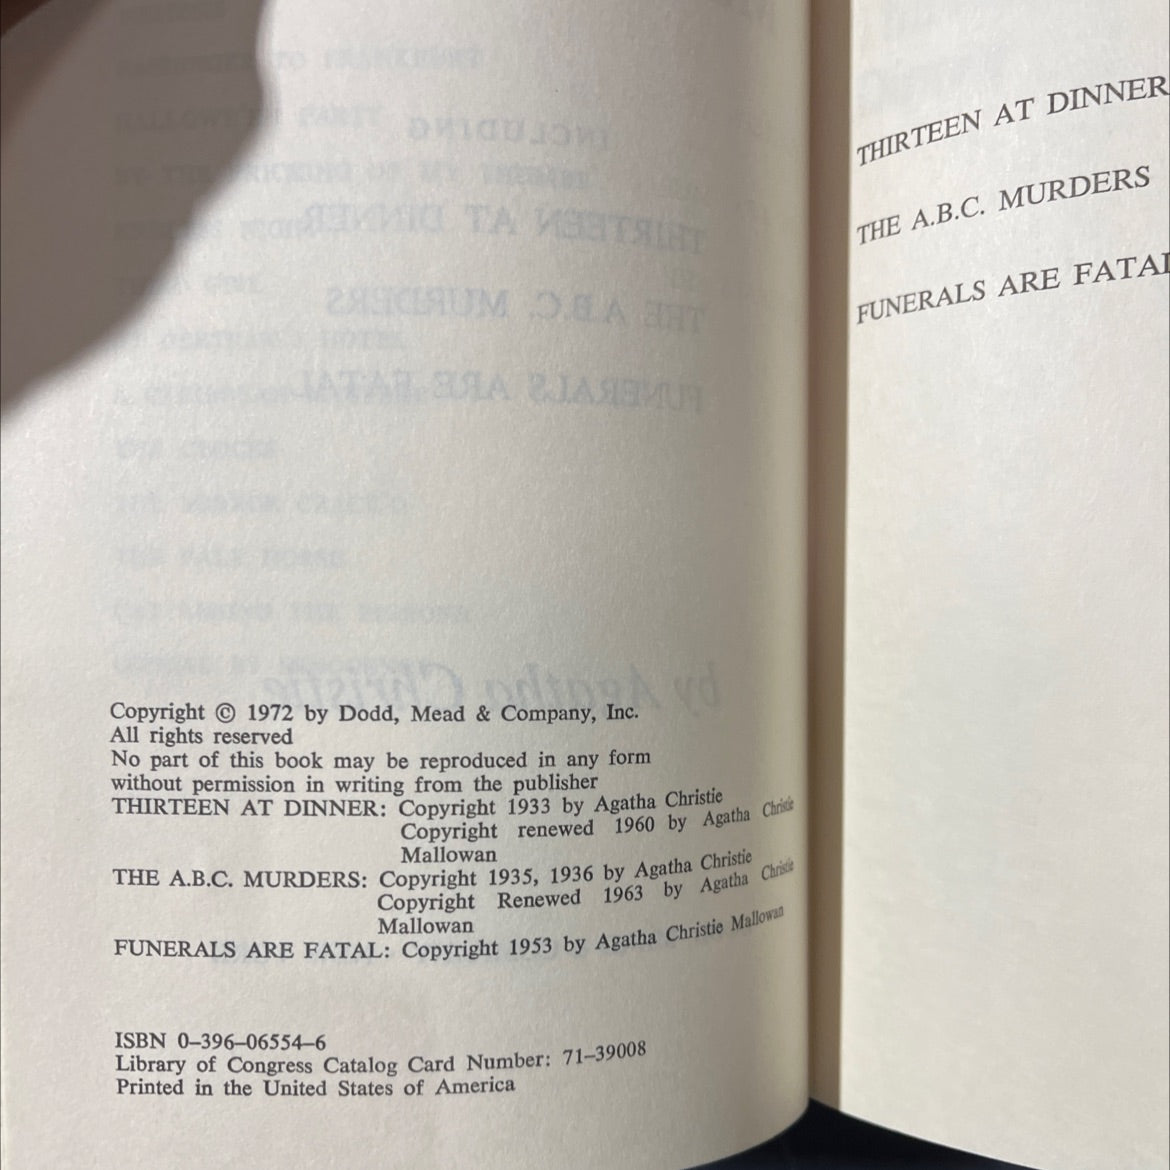 Copyright © 1972 by Dodd, Mead & Company, Inc.
All rights reserved
No part of this book may be reproduced in any form
without permission in writing from the publisher
THIRTEEN AT DINNER: Copyright 1933 by Agatha Christie
Copyright renewed 1960 by Agatha Christie
Mallowan
THE A.B.C. MURDERS: Copyright 1935, 1936 by Agatha Christie
Copyright Renewed 1963 by Agatha Christie
Mallowan
FUNERALS ARE FATAL: Copyright 1953 by Agatha Christie Mallowan
ISBN 0–396–06554–6
Library of Congress Catalog Card Number: 71–39008
Printed in the United States of America
THIRTEEN AT DINNER
THE A.B.C. MURDERS
FUNERALS ARE FATAL